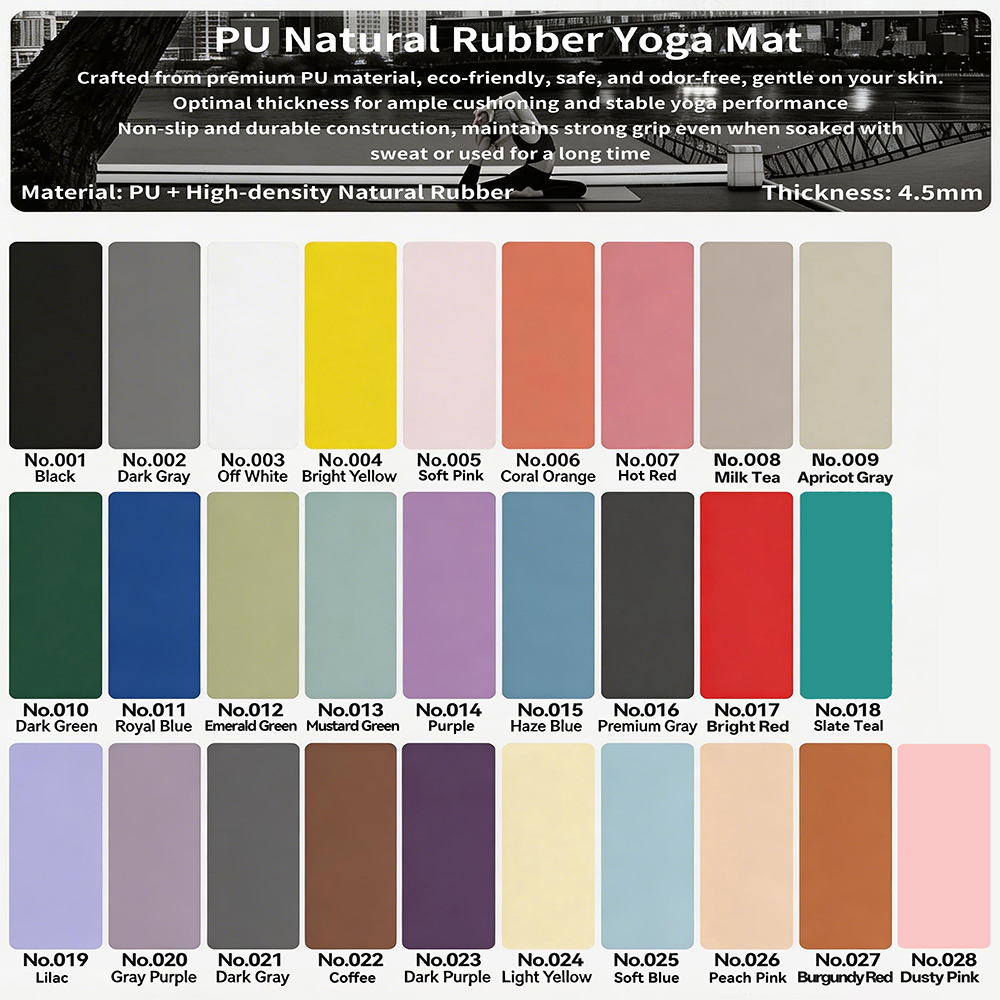 PU Natural Rubber Yoga Mat
Crafted from premium PU material, eco-friendly, safe, and odor-free, gentle on your skin.
Optimal thickness for ample cushioning and stable yoga performance
Non-slip and durable construction, maintains strong grip even when soaked with
sweat or used for a long time
Material: PU + High-density Natural Rubber Thickness: 4.5mm
No.001 No.002 No.003 No.004 No.005 No.006 No.007 No.008 No.009
Black Dark Gray Off White Bright Yellow Soft Pink Coral Orange Hot Red Milk Tea Apricot Gray
No.010 No.011 No.012 No.013 No.014 No.015 No.016 No.017 No.018
Dark Green Royal Blue Emerald Green Mustard Green Purple Haze Blue Premium Gray Bright Red Slate Teal
No.019 No.020 No.021 No.022 No.023 No.024 No.025 No.026 No.027 No.028
Lilac Gray Purple Dark Gray Coffee Dark Purple Light Yellow Soft Blue Peach Pink Burgundy Red Dusty Pink